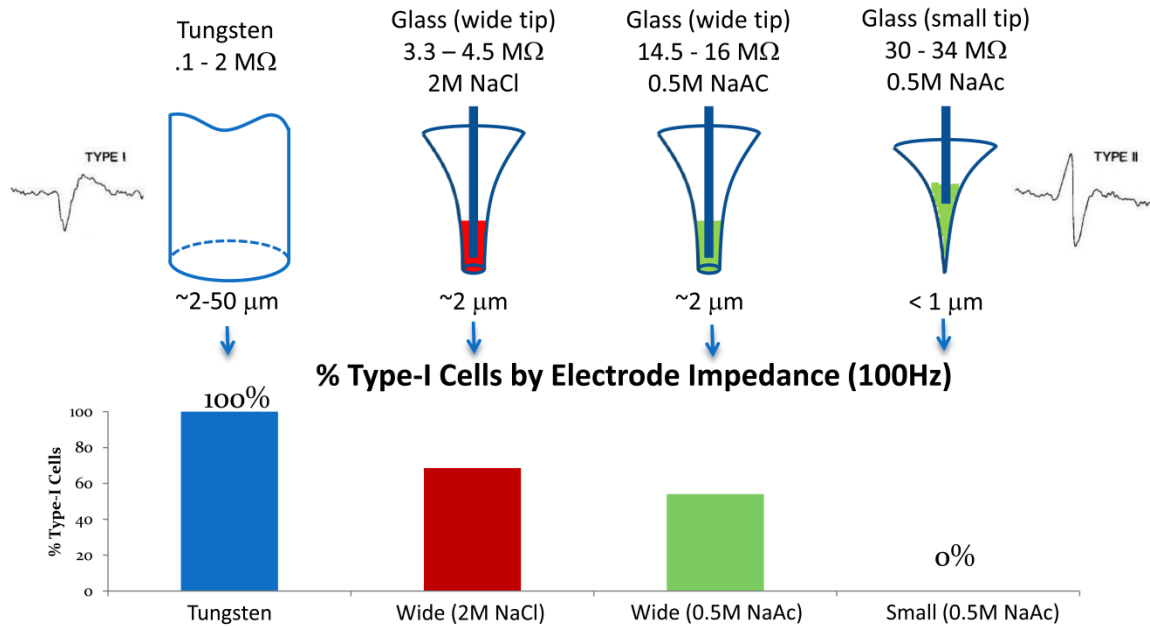 Tungsten
.1 - 2 MΩ
Glass (wide tip)
3.3 – 4.5 MΩ
2M NaCl
Glass (wide tip)
14.5 - 16 MΩ
0.5M NaAC
Glass (small tip)
30 - 34 MΩ
0.5M NaAc
TYPE I
TYPE II
~2-50 μm
~2 μm
~2 μm
< 1 μm
% Type-I Cells by Electrode Impedance (100Hz)
% Type-I Cells
100
80
60
40
20
0
100%
0%
Tungsten
Wide (2M NaCl)
Wide (0.5M NaAc)
Small (0.5M NaAc)